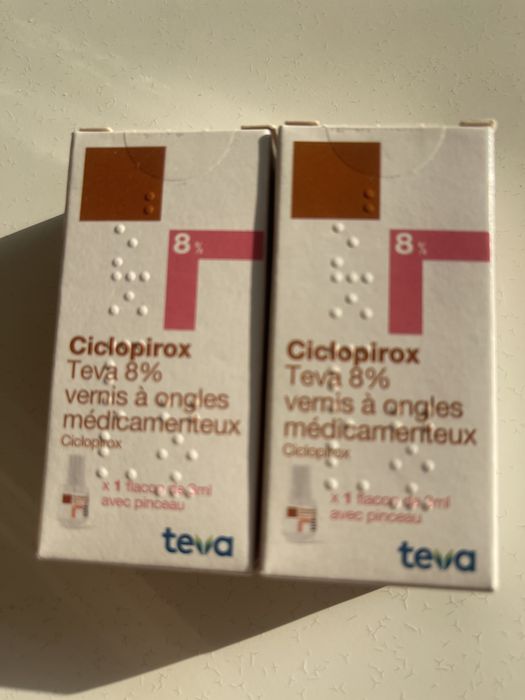 8%
Ciclopirox
Teva 8%
vernis à ongles
médicamenteux
Ciclopirox
x 1 flacon de 3ml
avec pinceau
teva
8%
Ciclopirox
Teva 8%
vernis à ongles
médicamenteux
Ciclopirox
x 1 flacon de 3ml
avec pinceau
teva